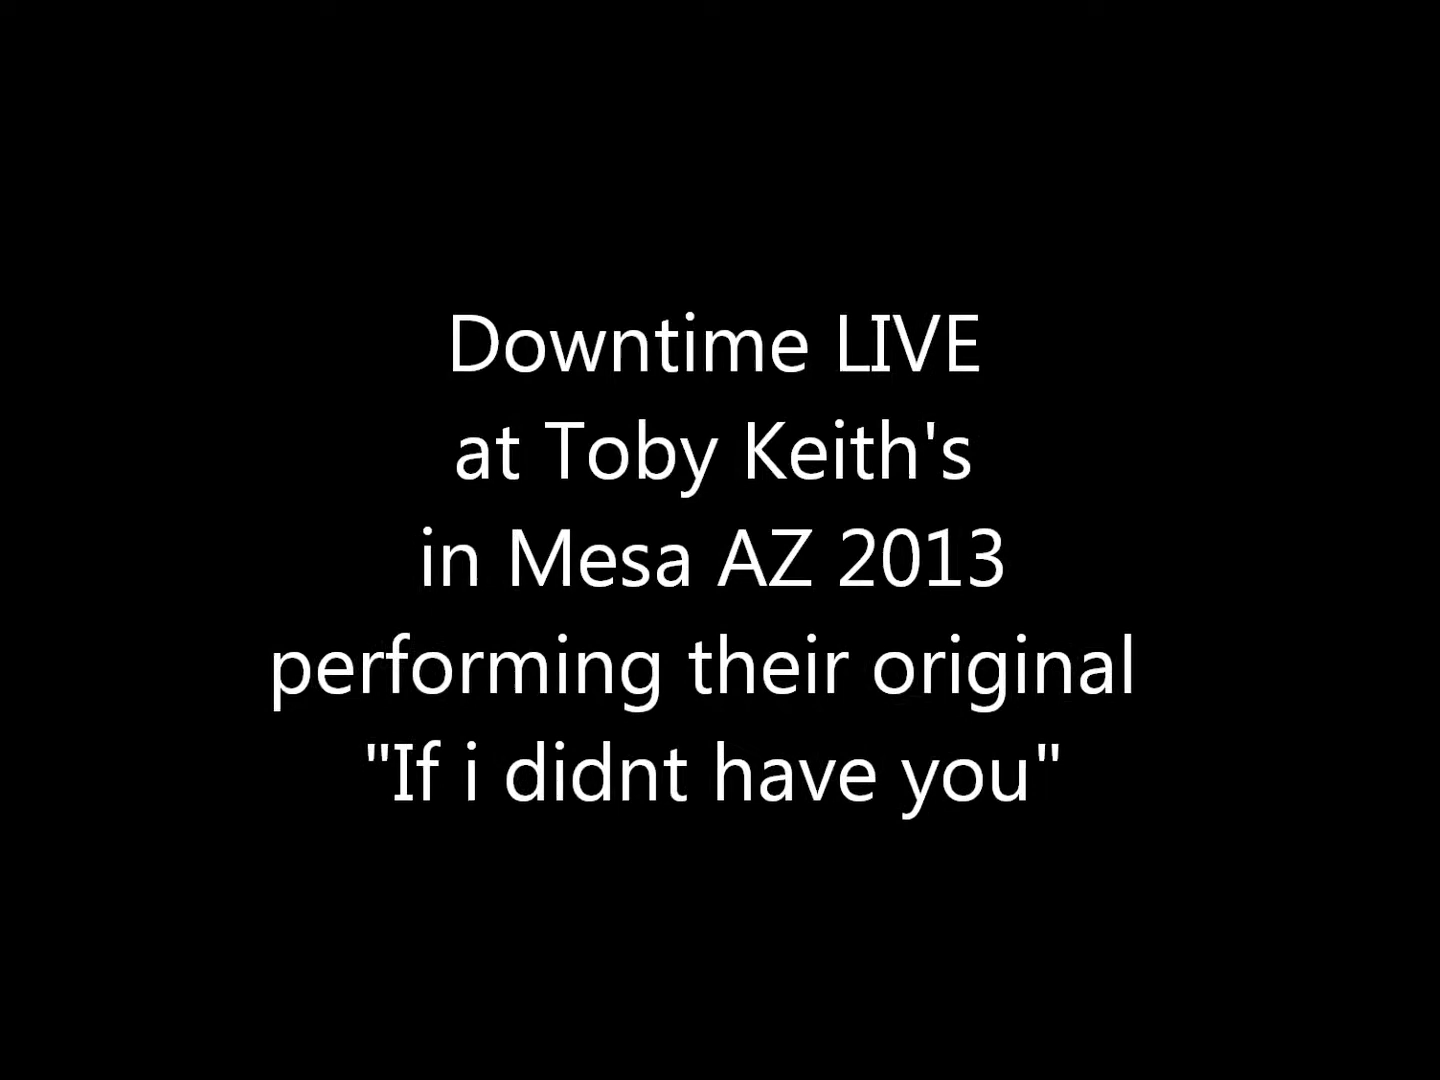 Downtime LIVE
at Toby Keith's
in Mesa AZ 2013
performing their original
"If i didnt have you"